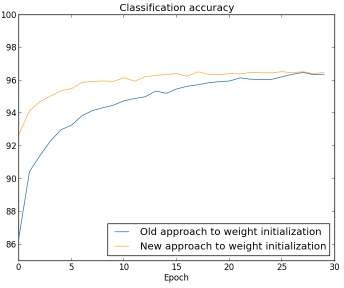 Classification accuracy
100
98
96
94
92
90
88
86
Old approach to weight initialization
New approach to weight initialization
0 5 10 15 20 25 30
Epoch